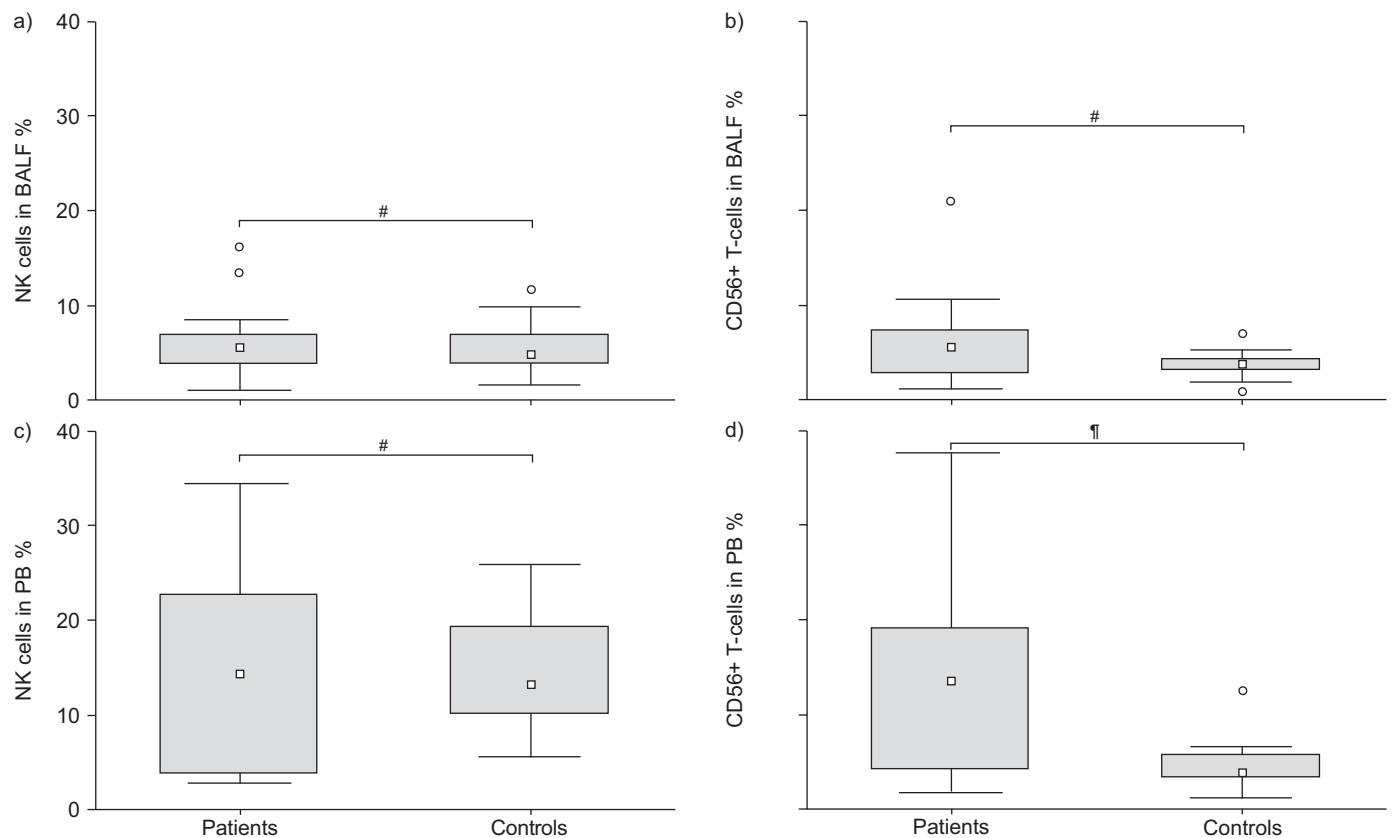 a)
NK cells in BALF %
40
30
20
10
0
#
b)
CD56+ T-cells in BALF %
#
c)
NK cells in PB %
40
30
20
10
0
#
Patients
Controls
d)
CD56+ T-cells in PB %
¶
Patients
Controls